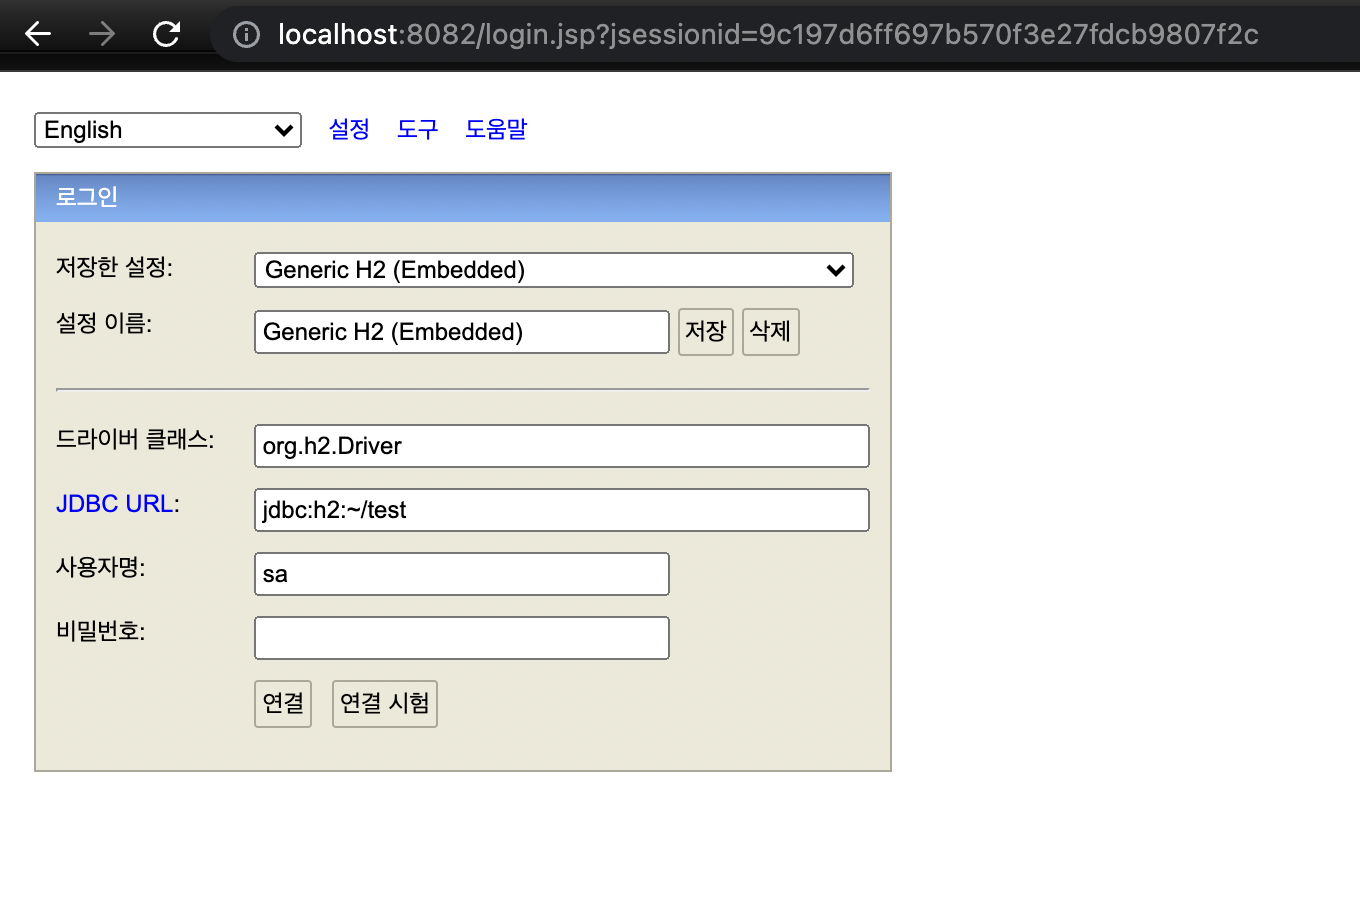 localhost:8082/login.jsp?jsessionid=9c197d6ff697b570f3e27fdcb9807f2c
English 설정 도구 도움말
로그인
저장한 설정: Generic H2 (Embedded)
설정 이름: Generic H2 (Embedded) 저장 삭제
드라이버 클래스: org.h2.Driver
JDBC URL: jdbc:h2:~/test
사용자명: sa
비밀번호:
연결 연결 시험